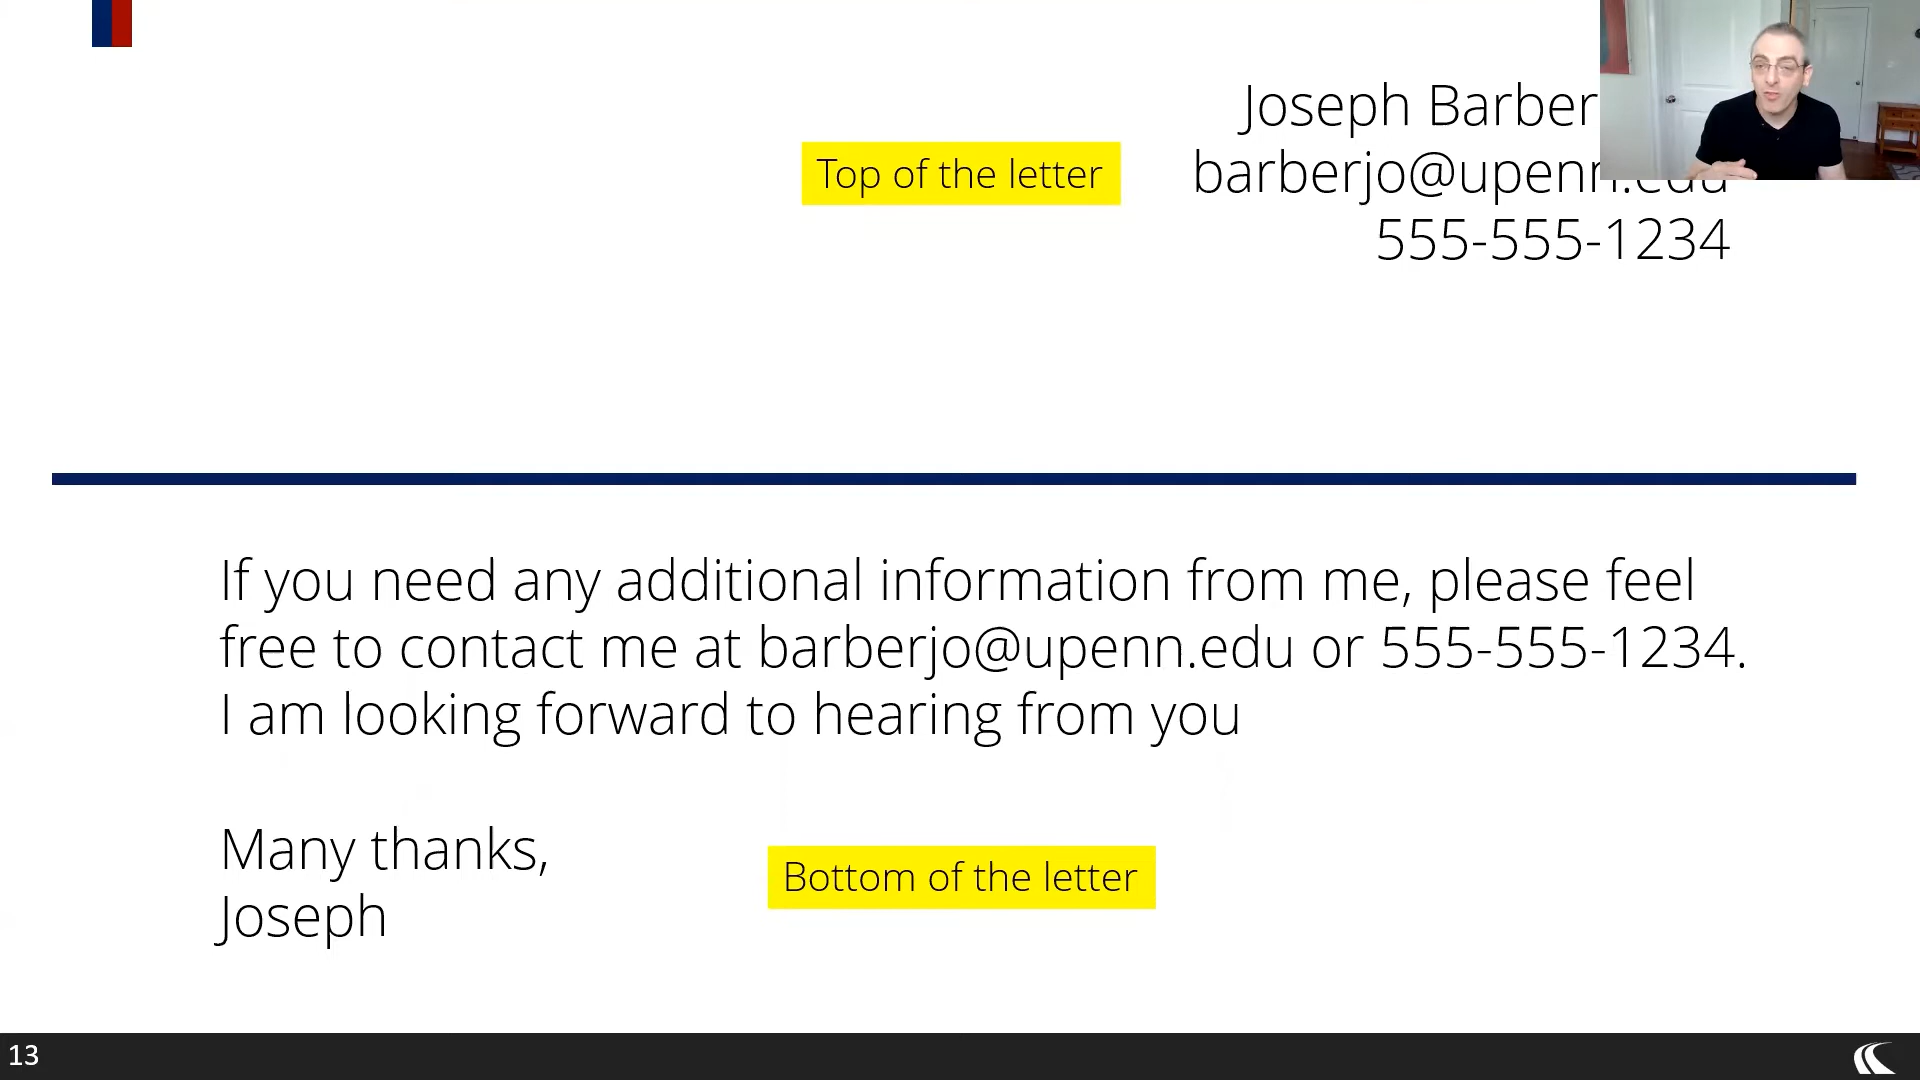 Joseph Barber
Top of the letter
barberjo@upenn.edu
555-555-1234
If you need any additional information from me, please feel
free to contact me at barberjo@upenn.edu or 555-555-1234.
I am looking forward to hearing from you
Many thanks,
Bottom of the letter
Joseph
13